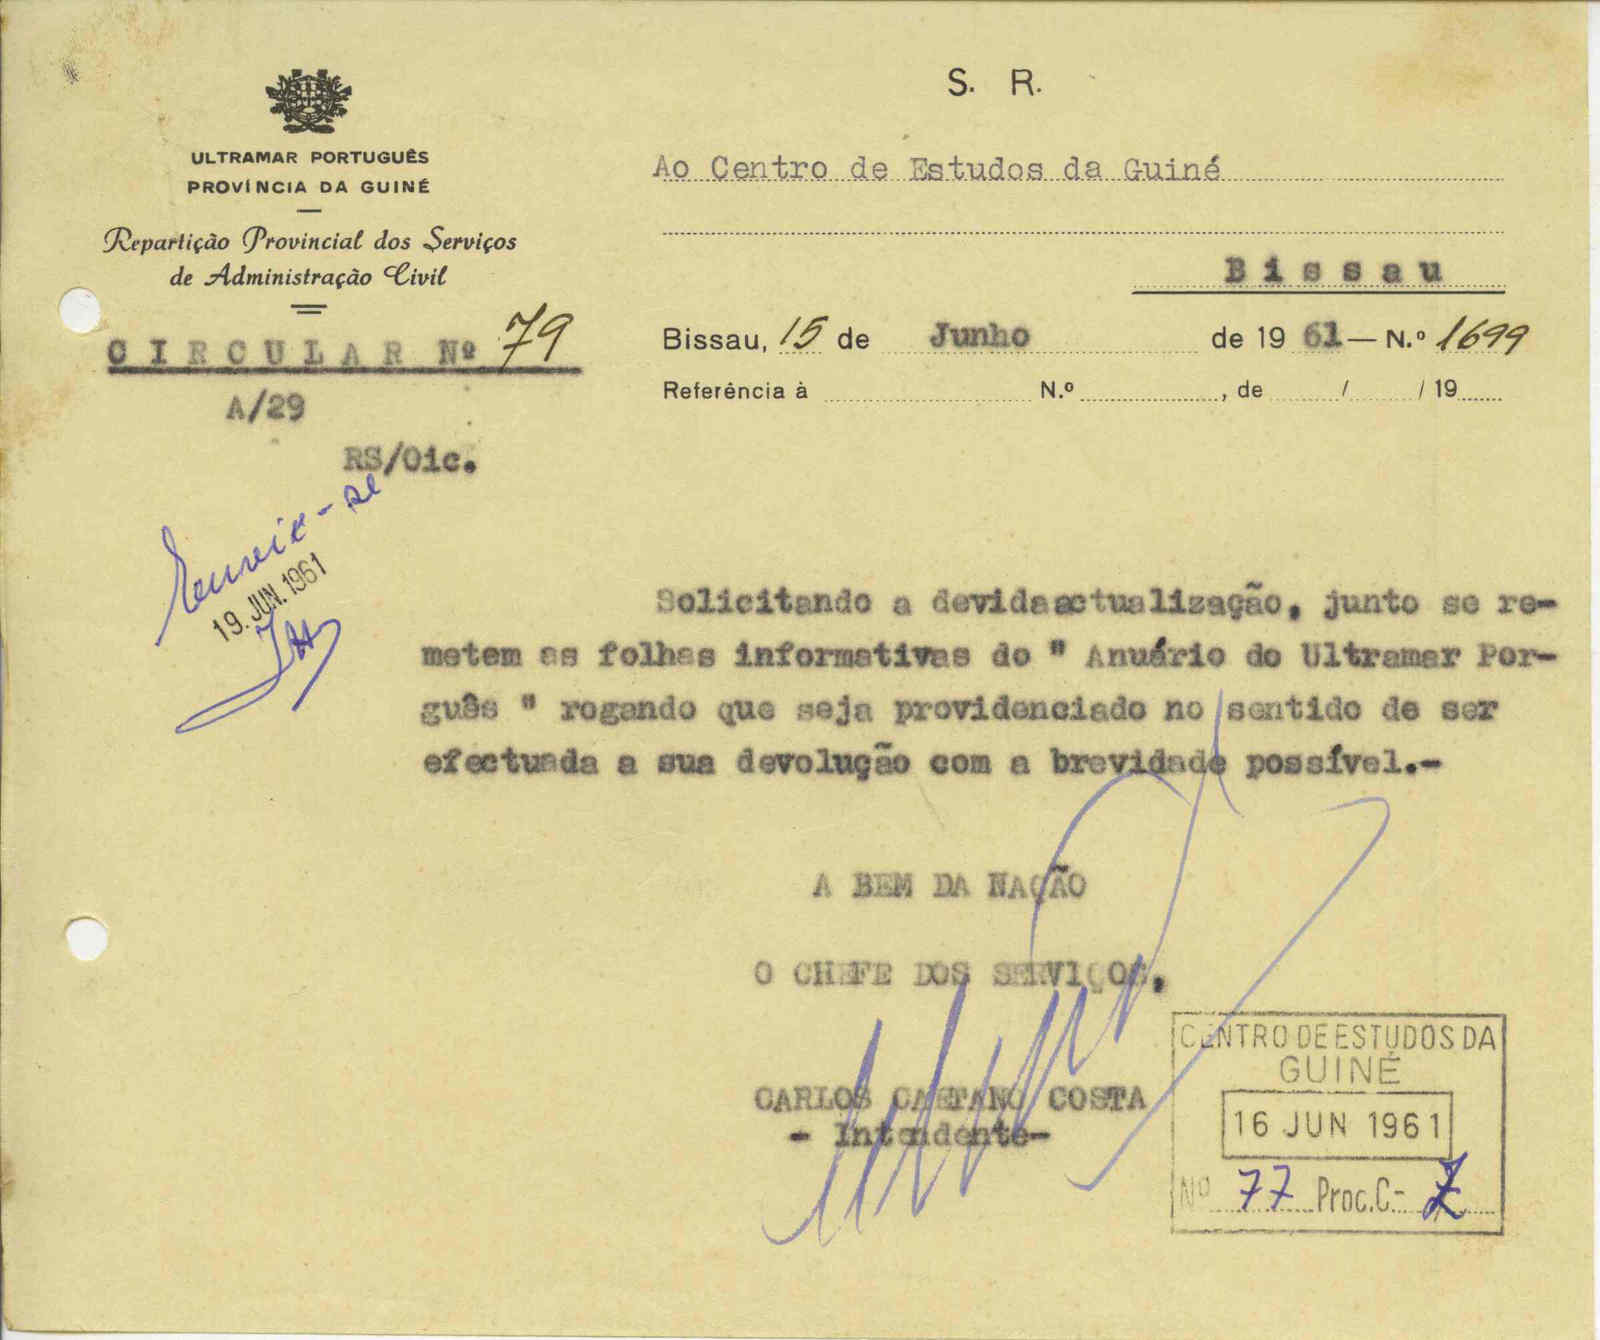 S. R.
ULTRAMAR PORTUGUÊS
PROVÍNCIA DA GUINÉ
Repartição Provincial dos Serviços
de Administração Civil
CIRCULAR Nº 79
A/29
RS/Oic.
Ao Centro de Estudos da Guiné
Bissau
Bissau, 15 de Junho de 1961 — N.º 1699
Referência à N.º , de / / 19
19. JUN. 1961
Solicitando a devida actualização, junto se re-
metem as folhas informativas do " Anuário do Ultramar Por-
guês " rogando que seja providenciado no sentido de ser
efectuada a sua devolução com a brevidade possível.-
A BEM DA NAÇÃO
O CHEFE DOS SERVIÇOS,
CARLOS CAETANO COSTA
- Intendente-
CENTRO DE ESTUDOS DA
GUINÉ
16 JUN 1961
Nº 77 Proc.C-